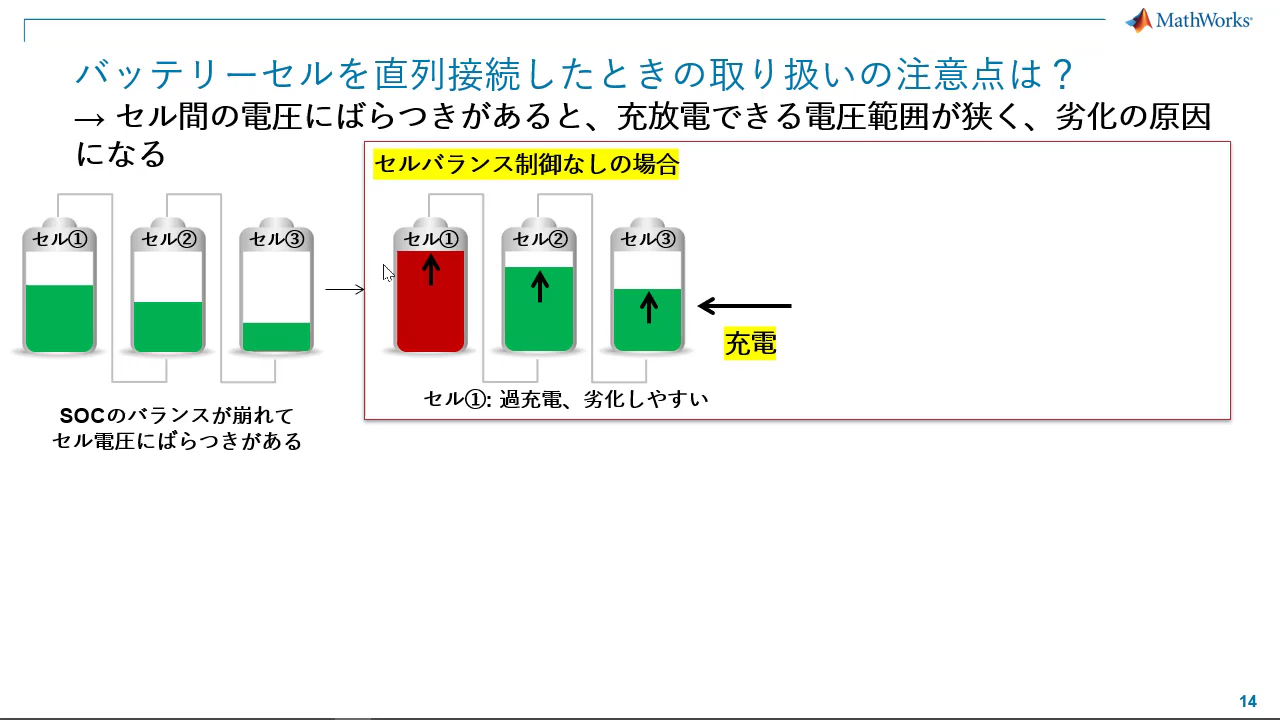 MathWorks
バッテリーセルを直列接続したときの取り扱いの注意点は？
→ セル間の電圧にばらつきがあると、充放電できる電圧範囲が狭く、劣化の原因
になる
セルバランス制御なしの場合
セル① セル② セル③
セル① セル② セル③
充電
セル①: 過充電、劣化しやすい
SOCのバランスが崩れて
セル電圧にばらつきがある
14